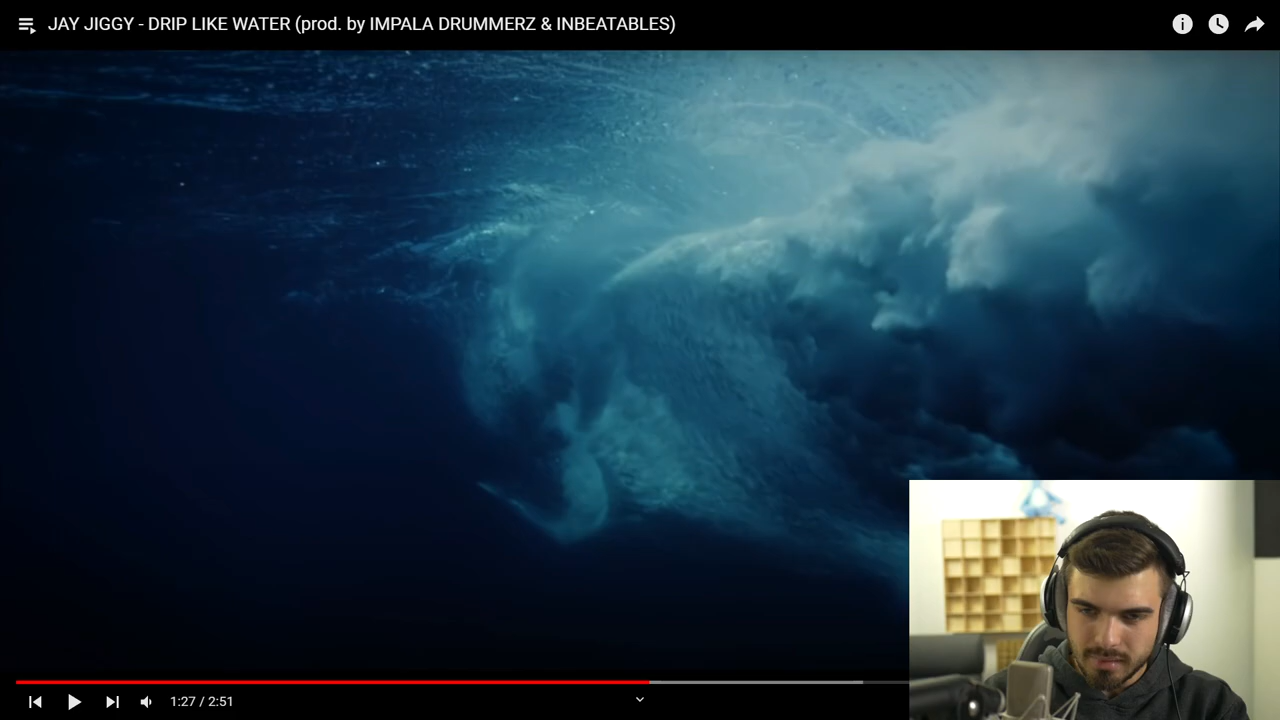 JAY JIGGY - DRIP LIKE WATER (prod. by IMPALA DRUMMERZ & INBEATABLES)
1:27 / 2:51